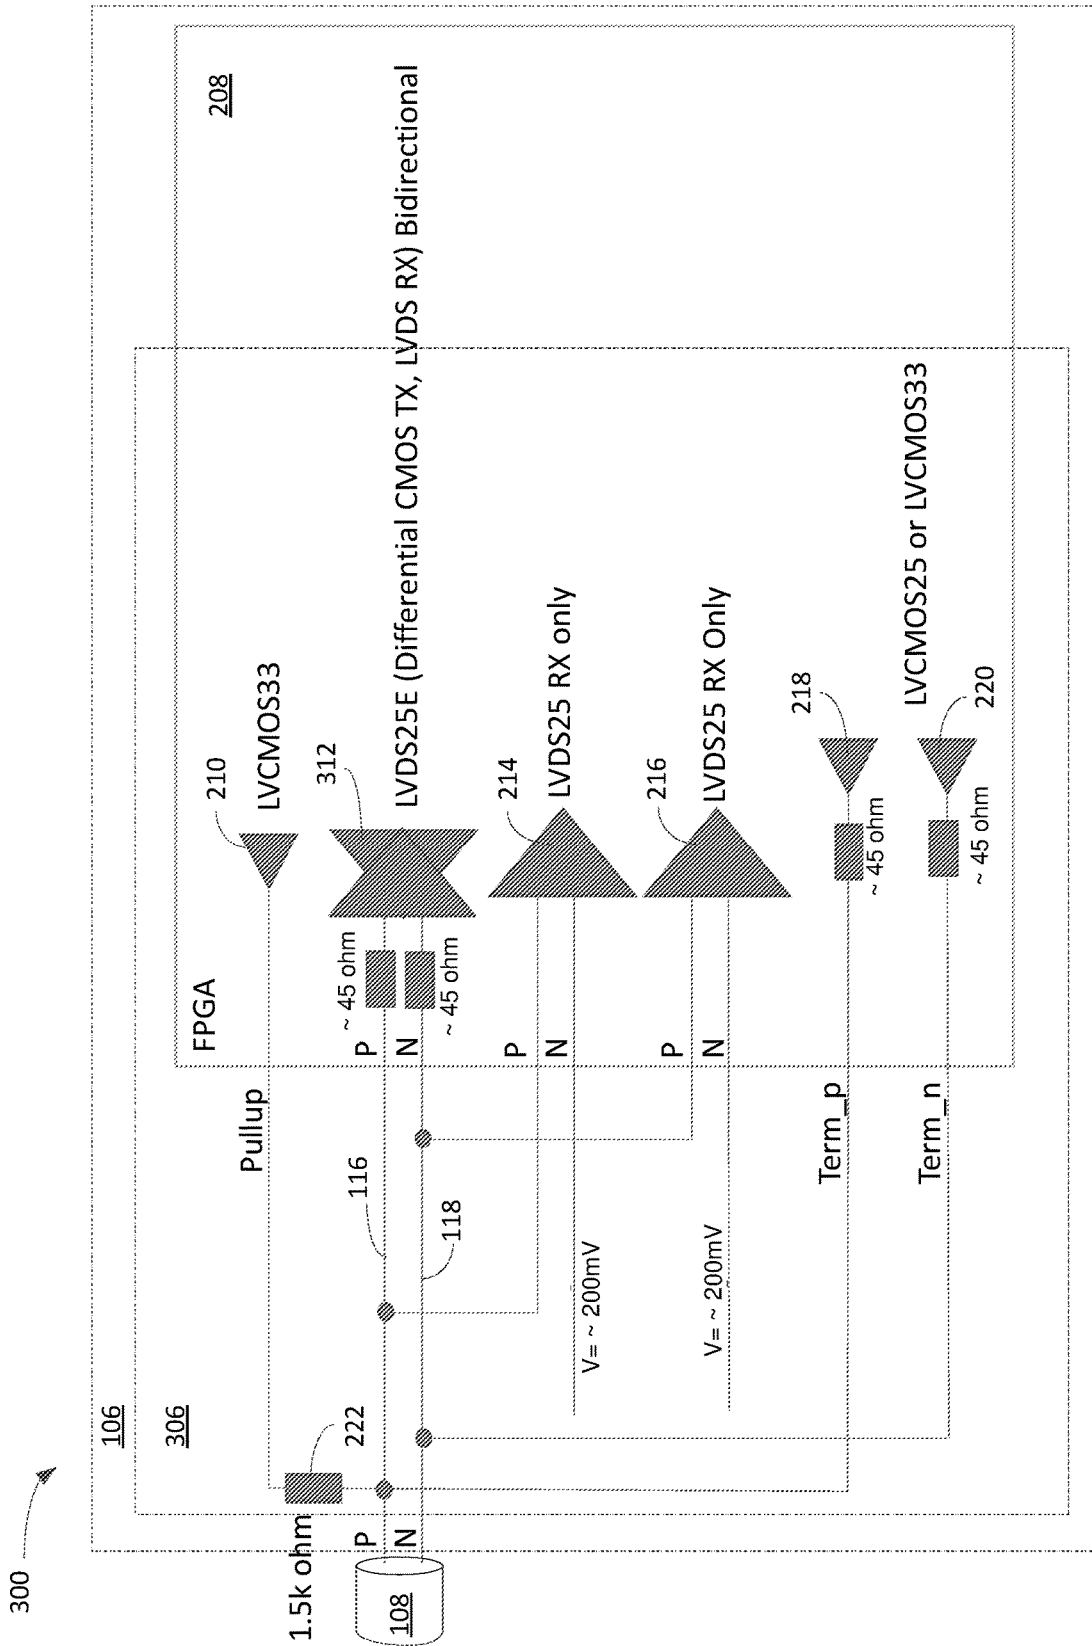 300
106
306
208
FPGA
1.5k ohm
222
Pullup
210
LVCMOS33
108
P
N
116
118
P
N
~ 45 ohm
~ 45 ohm
312
LVDS25E (Differential CMOS TX, LVDS RX) Bidirectional
P
N
V= ~ 200mV
214
LVDS25 RX only
P
N
V= ~ 200mV
216
LVDS25 RX Only
Term_p
~ 45 ohm
218
LVCMOS25 or LVCMOS33
Term_n
~ 45 ohm
220